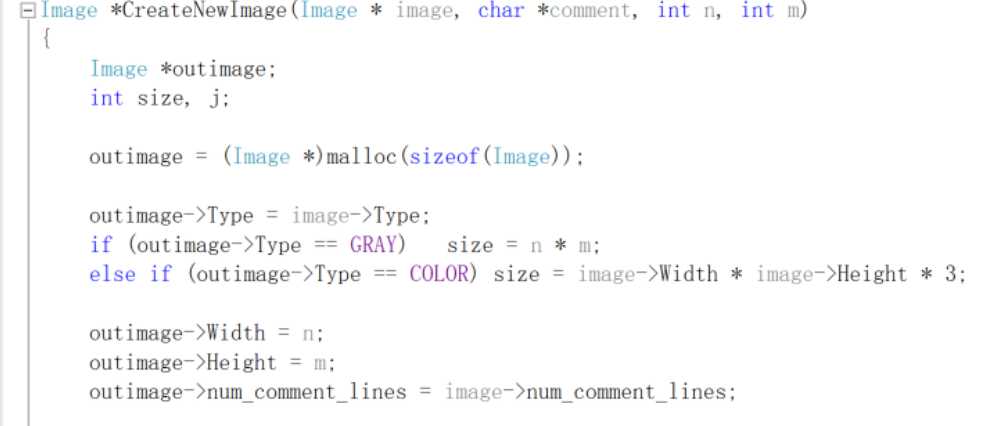 Image *CreateNewImage(Image * image, char *comment, int n, int m)
{
Image *outimage;
int size, j;
outimage = (Image *)malloc(sizeof(Image));
outimage->Type = image->Type;
if (outimage->Type == GRAY)   size = n * m;
else if (outimage->Type == COLOR) size = image->Width * image->Height * 3;
outimage->Width = n;
outimage->Height = m;
outimage->num_comment_lines = image->num_comment_lines;